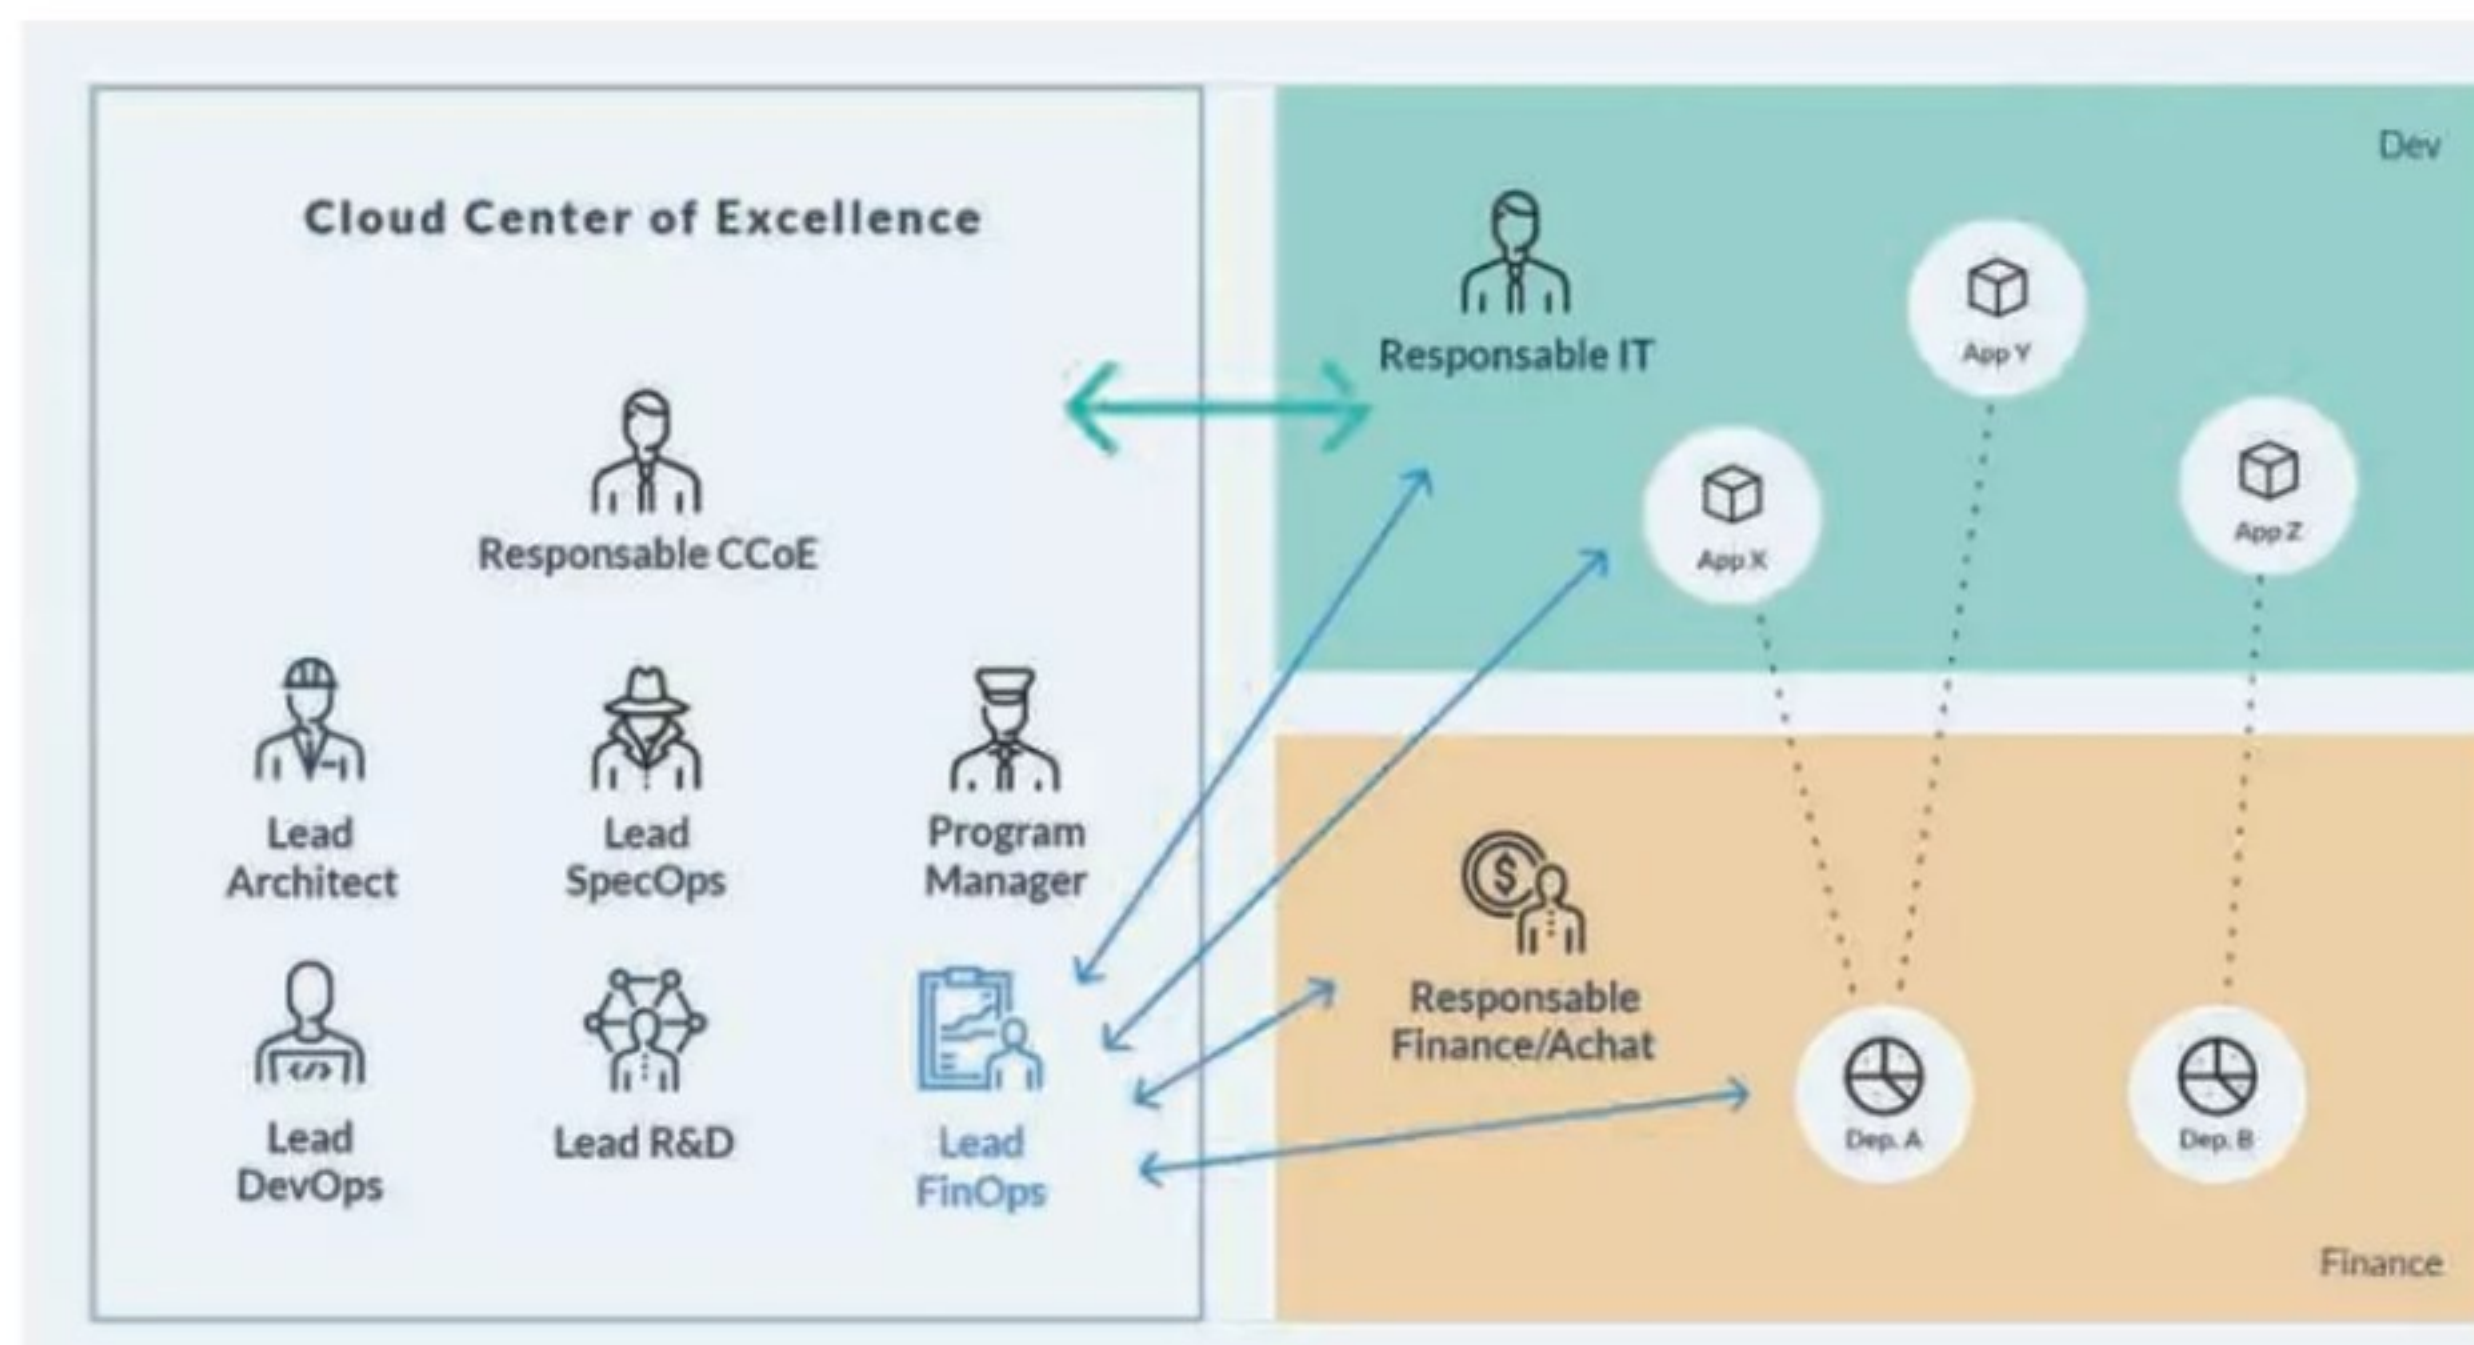 Cloud Center of Excellence
Responsable CCoE
Lead
Architect
Lead
SpecOps
Program
Manager
Lead
DevOps
Lead R&D
Lead
FinOps
Dev
Responsable IT
App Y
App X
App Z
Responsable
Finance/Achat
Dep. A
Dep. B
Finance